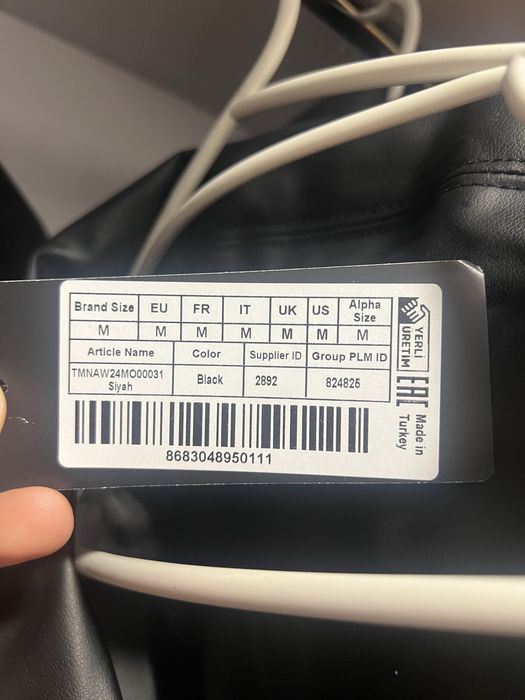 Brand Size EU FR IT UK US Alpha Size
M M M M M M M
Article Name Color Supplier ID Group PLM ID
TMNAW24MO00031 Siyah Black 2892 824825
8683048950111
YERLİ ÜRETİM
EAC
Made in Turkey